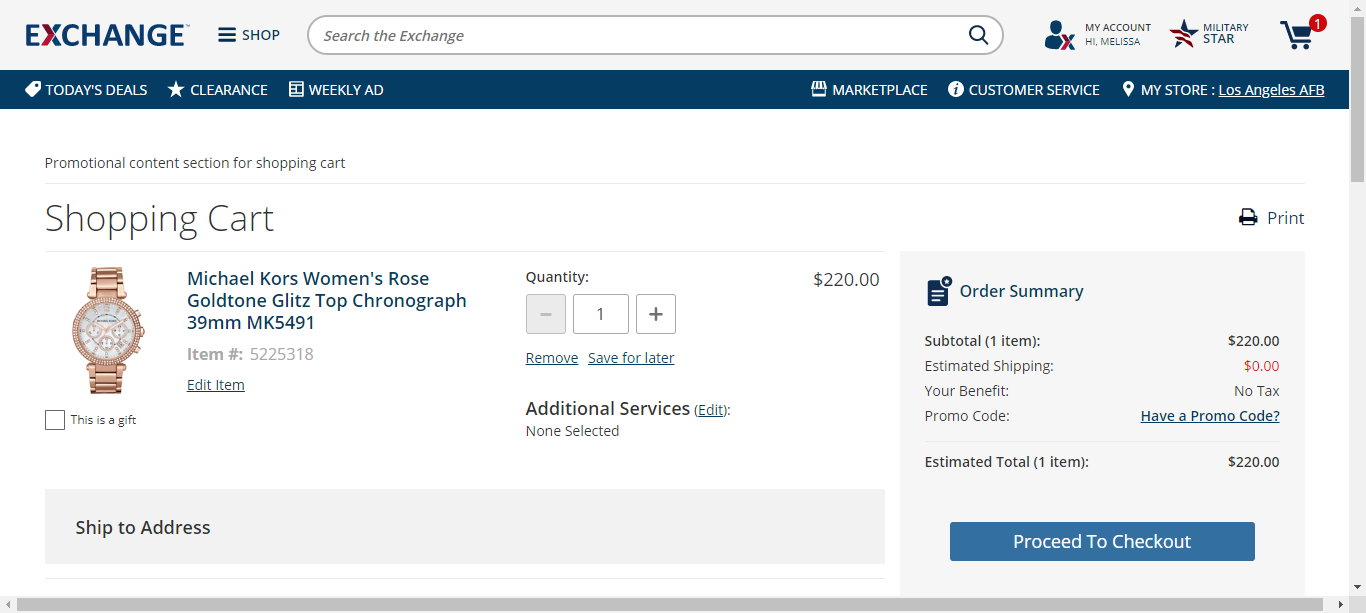 EXCHANGE
SHOP
Search the Exchange
MY ACCOUNT
HI, MELISSA
MILITARY
STAR
1
TODAY'S DEALS
CLEARANCE
WEEKLY AD
MARKETPLACE
CUSTOMER SERVICE
MY STORE : Los Angeles AFB
Promotional content section for shopping cart
Shopping Cart
Print
Michael Kors Women's Rose
Goldtone Glitz Top Chronograph
39mm MK5491
Item #: 5225318
Edit Item
This is a gift
Quantity:
− 1 +
Remove Save for later
Additional Services (Edit):
None Selected
$220.00
Ship to Address
Order Summary
Subtotal (1 item): $220.00
Estimated Shipping: $0.00
Your Benefit: No Tax
Promo Code: Have a Promo Code?
Estimated Total (1 item): $220.00
Proceed To Checkout